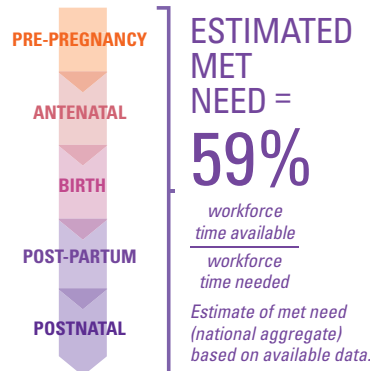 PRE-PREGNANCY
ANTENATAL
BIRTH
POST-PARTUM
POSTNATAL
ESTIMATED
MET
NEED =
59%
workforce
time available
workforce
time needed
Estimate of met need
(national aggregate)
based on available data.